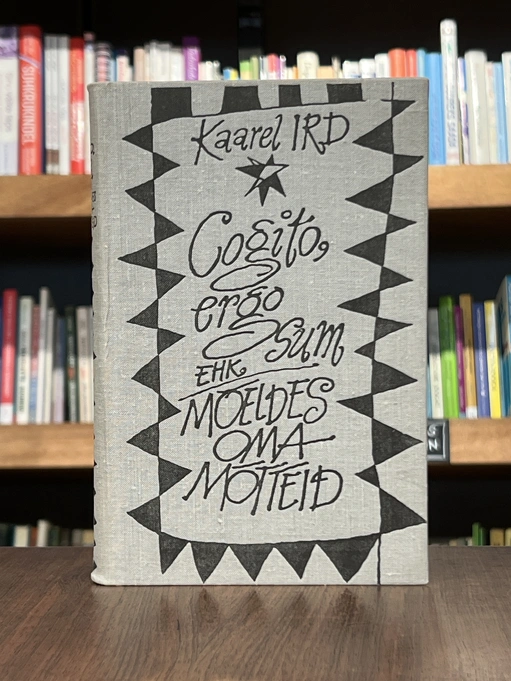 Kaarel IRD
Cogito,
ergo
sum
EHK
MÕELDES
OMA
MÕTTEID